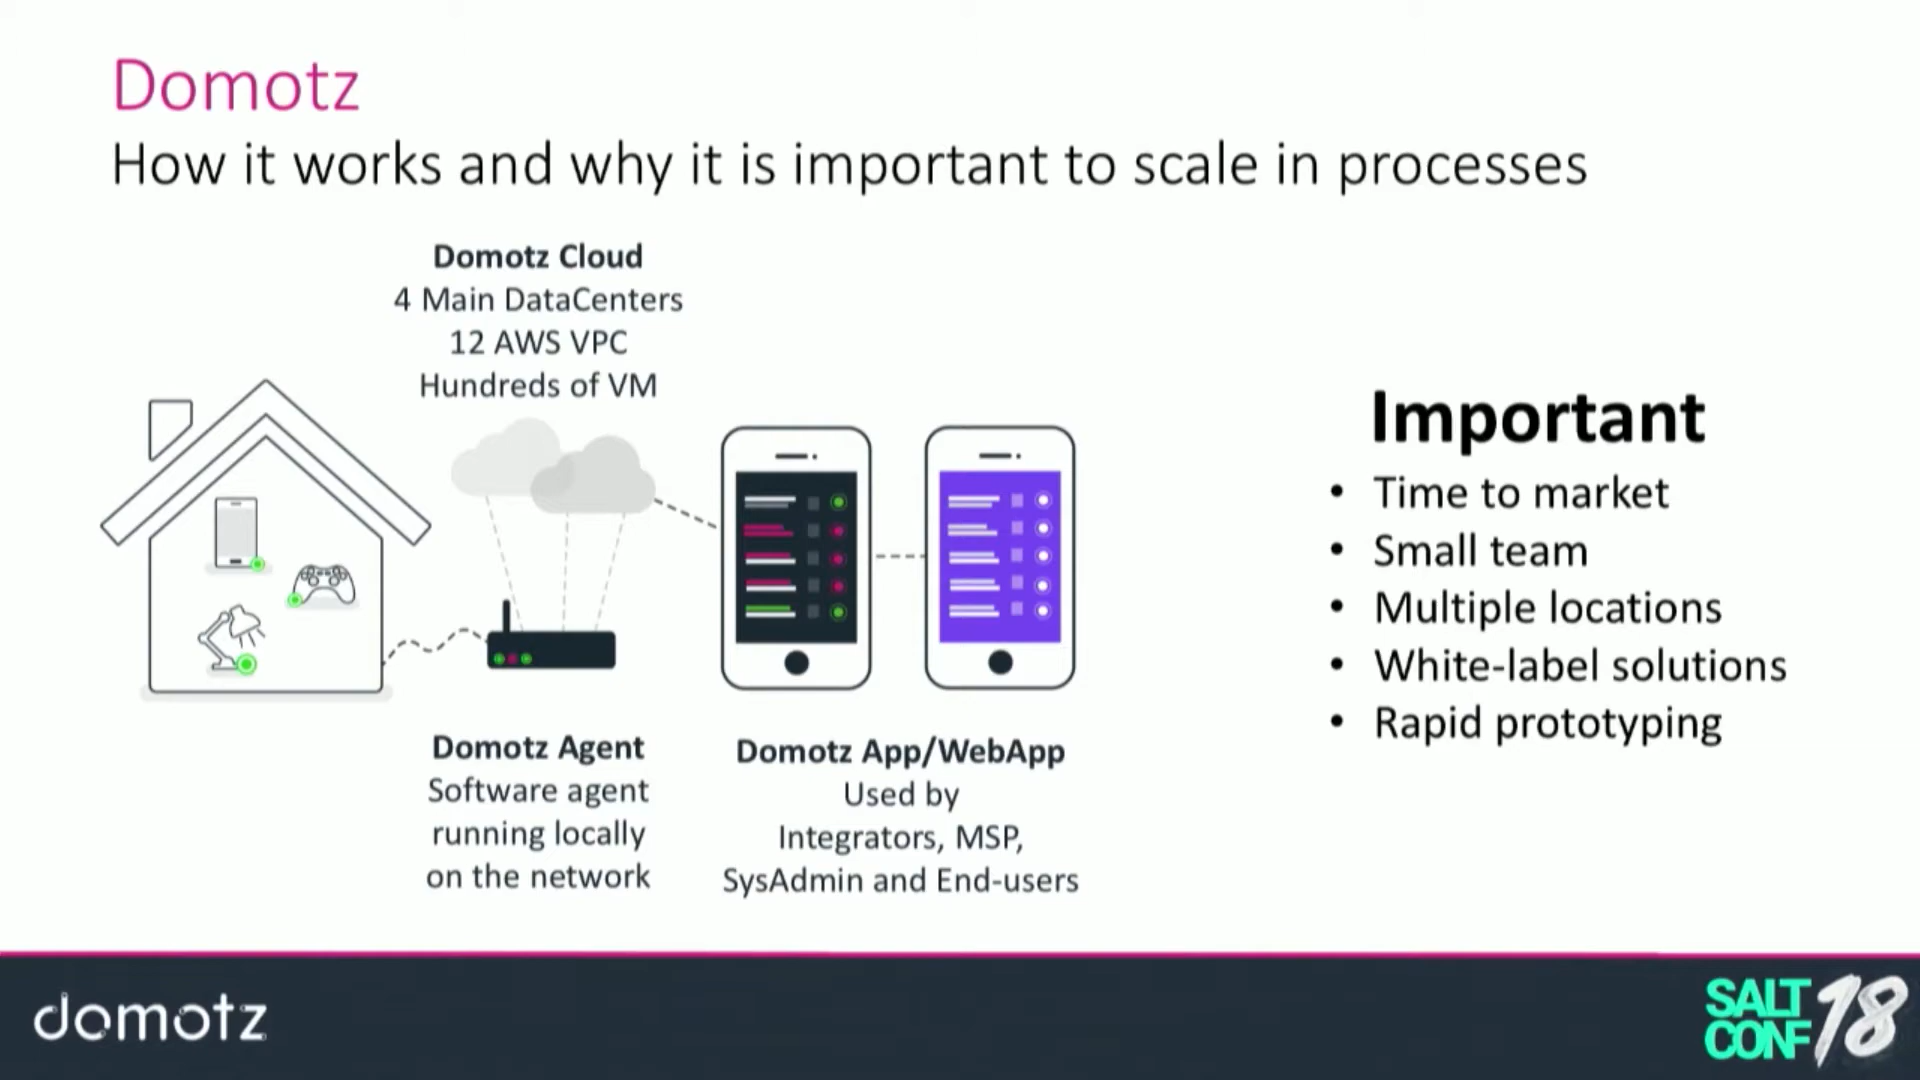 Domotz
How it works and why it is important to scale in processes
Domotz Cloud
4 Main DataCenters
12 AWS VPC
Hundreds of VM
Domotz Agent
Software agent
running locally
on the network
Domotz App/WebApp
Used by
Integrators, MSP,
SysAdmin and End-users
Important
• Time to market
• Small team
• Multiple locations
• White-label solutions
• Rapid prototyping
domotz
SALT
CONF
18